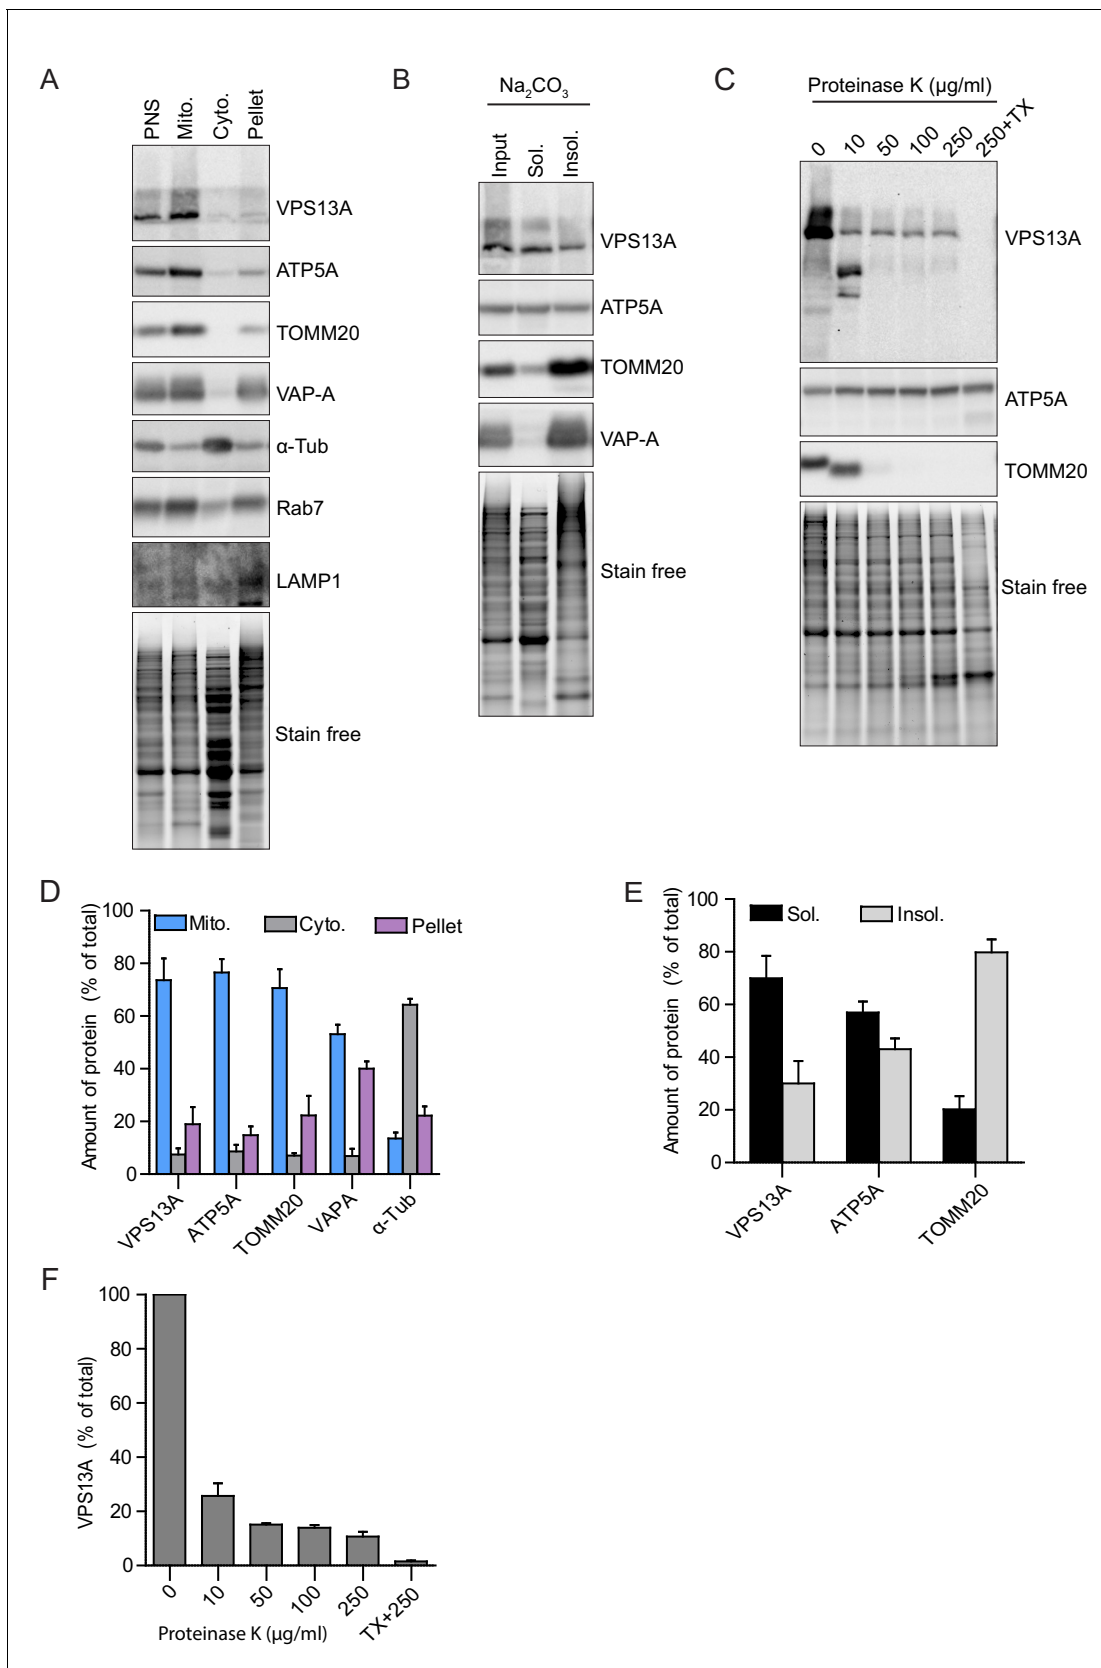 A
PNS
Mito.
Cyto.
Pellet
VPS13A
ATP5A
TOMM20
VAP-A
α-Tub
Rab7
LAMP1
Stain free
B
Na₂CO₃
Input
Sol.
Insol.
VPS13A
ATP5A
TOMM20
VAP-A
Stain free
C
Proteinase K (µg/ml)
0
10
50
100
250
250+TX
VPS13A
ATP5A
TOMM20
Stain free
D
Amount of protein (% of total)
100
80
60
40
20
0
Mito.
Cyto.
Pellet
VPS13A
ATP5A
TOMM20
VAPA
α-Tub
E
Amount of protein (% of total)
100
80
60
40
20
0
Sol.
Insol.
VPS13A
ATP5A
TOMM20
F
VPS13A (% of total)
100
80
60
40
20
0
0
10
50
100
250
TX+250
Proteinase K (µg/ml)